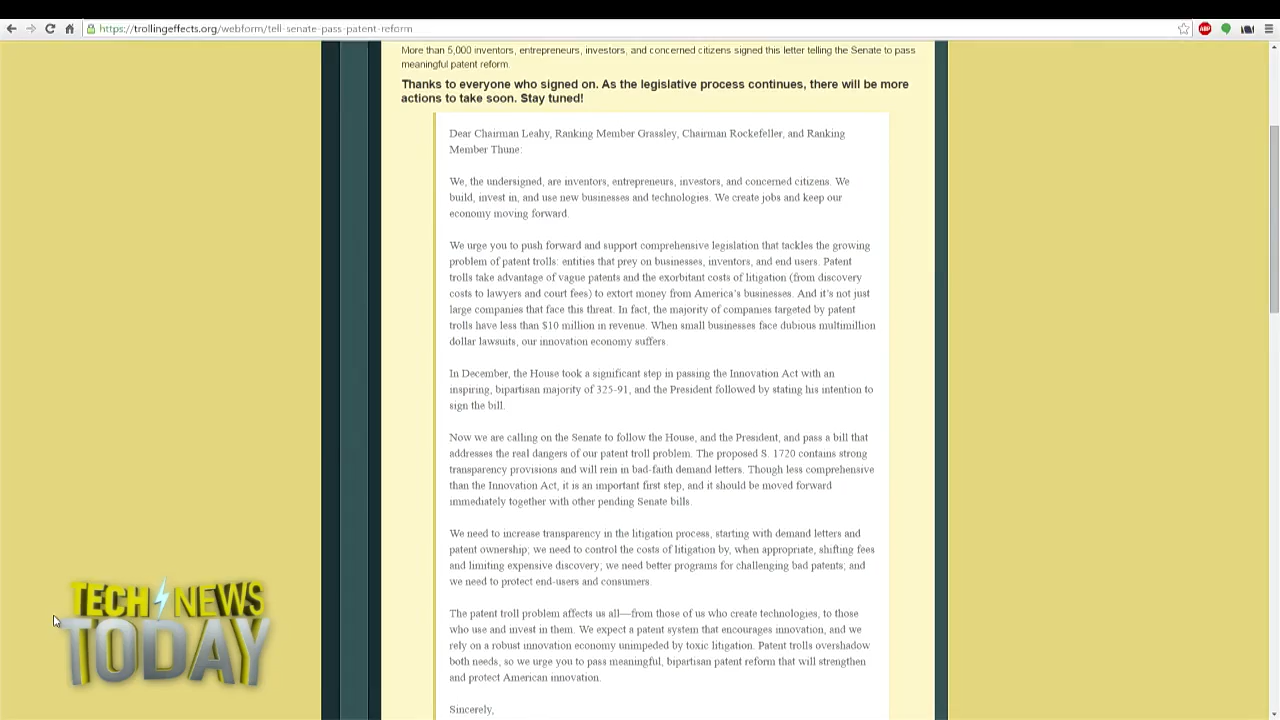 https://trollingeffects.org/webform/tell-senate-pass-patent-reform
ABP
More than 5,000 inventors, entrepreneurs, investors, and concerned citizens signed this letter telling the Senate to pass
meaningful patent reform.
Thanks to everyone who signed on. As the legislative process continues, there will be more
actions to take soon. Stay tuned!
Dear Chairman Leahy, Ranking Member Grassley, Chairman Rockefeller, and Ranking
Member Thune:
We, the undersigned, are inventors, entrepreneurs, investors, and concerned citizens. We
build, invest in, and use new businesses and technologies. We create jobs and keep our
economy moving forward.
We urge you to push forward and support comprehensive legislation that tackles the growing
problem of patent trolls: entities that prey on businesses, inventors, and end users. Patent
trolls take advantage of vague patents and the exorbitant costs of litigation (from discovery
costs to lawyers and court fees) to extort money from America's businesses. And it's not just
large companies that face this threat. In fact, the majority of companies targeted by patent
trolls have less than $10 million in revenue. When small businesses face dubious multimillion
dollar lawsuits, our innovation economy suffers.
In December, the House took a significant step in passing the Innovation Act with an
inspiring, bipartisan majority of 325-91, and the President followed by stating his intention to
sign the bill.
Now we are calling on the Senate to follow the House, and the President, and pass a bill that
addresses the real dangers of our patent troll problem. The proposed S. 1720 contains strong
transparency provisions and will rein in bad-faith demand letters. Though less comprehensive
than the Innovation Act, it is an important first step, and it should be moved forward
immediately together with other pending Senate bills.
We need to increase transparency in the litigation process, starting with demand letters and
patent ownership; we need to control the costs of litigation by, when appropriate, shifting fees
and limiting expensive discovery; we need better programs for challenging bad patents; and
we need to protect end-users and consumers.
The patent troll problem affects us all—from those of us who create technologies, to those
who use and invest in them. We expect a patent system that encourages innovation, and we
rely on a robust innovation economy unimpeded by toxic litigation. Patent trolls overshadow
both needs, so we urge you to pass meaningful, bipartisan patent reform that will strengthen
and protect American innovation.
Sincerely,
TECH NEWS
TODAY